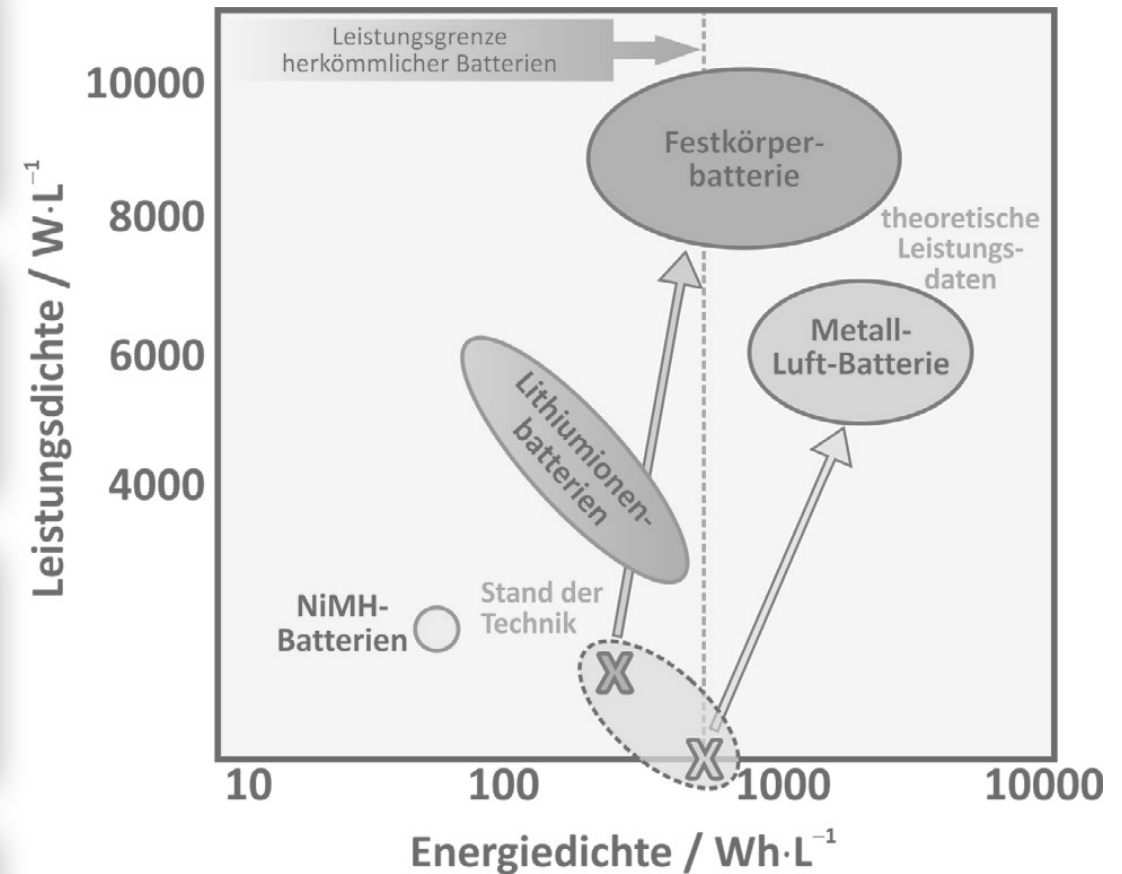 Leistungsgrenze
herkömmlicher Batterien
10000
8000
6000
4000
Leistungsdichte / W·L⁻¹
Festkörper-
batterie
theoretische
Leistungs-
daten
Metall-
Luft-Batterie
Lithiumionen-
batterien
NiMH-
Batterien
Stand der
Technik
X
X
10
100
1000
10000
Energiedichte / Wh·L⁻¹